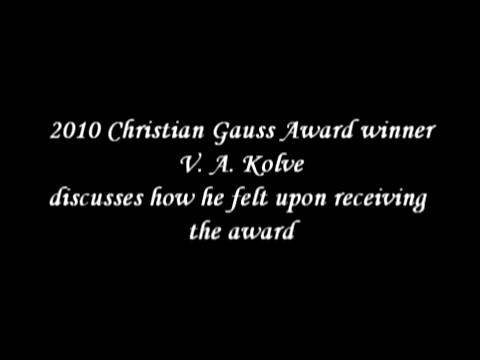 2010 Christian Gauss Award winner
V. A. Kolve
discusses how he felt upon receiving
the award